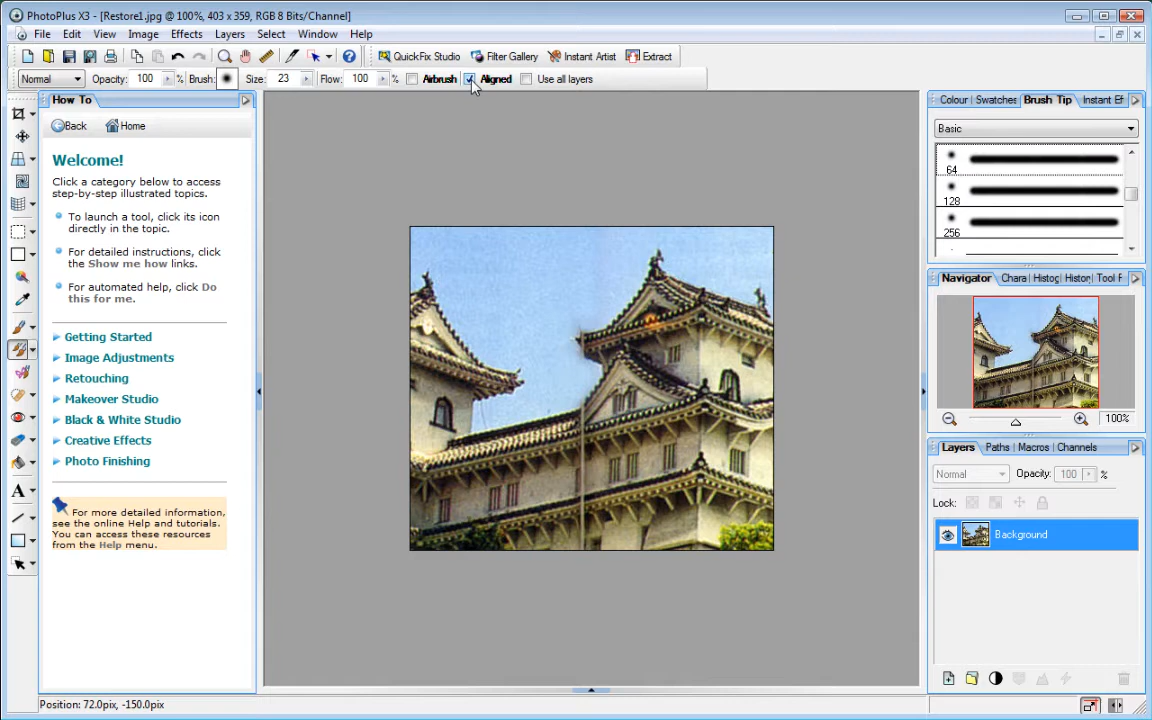 PhotoPlus X3 - [Restore1.jpg @ 100%, 403 x 359, RGB 8 Bits/Channel]
File Edit View Image Effects Layers Select Window Help
QuickFix Studio Filter Gallery Instant Artist Extract
Normal Opacity: 100 % Brush: Size: 23 Flow: 100 % Airbrush Aligned Use all layers
How To
Back Home
Welcome!
Click a category below to access
step-by-step illustrated topics.
To launch a tool, click its icon
directly in the topic.
For detailed instructions, click
the Show me how links.
For automated help, click Do
this for me.
Getting Started
Image Adjustments
Retouching
Makeover Studio
Black & White Studio
Creative Effects
Photo Finishing
For more detailed information,
see the online Help and tutorials.
You can access these resources
from the Help menu.
Colour Swatches Brush Tip Instant Ef
Basic
64
128
256
Navigator Chara Histog Histor Tool F
100%
Layers Paths Macros Channels
Normal Opacity: 100 %
Lock:
Background
Position: 72.0pix, -150.0pix